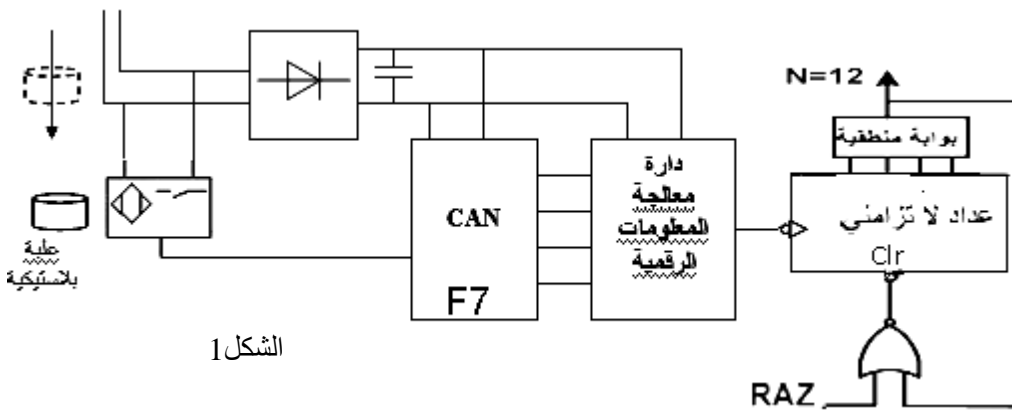 N=12
بوابة منطقية
عداد لا تزامني
Clr
دارة
معالجة
المعلومات
الرقمية
CAN
F7
علبة
بلاستيكية
الشكل1
RAZ